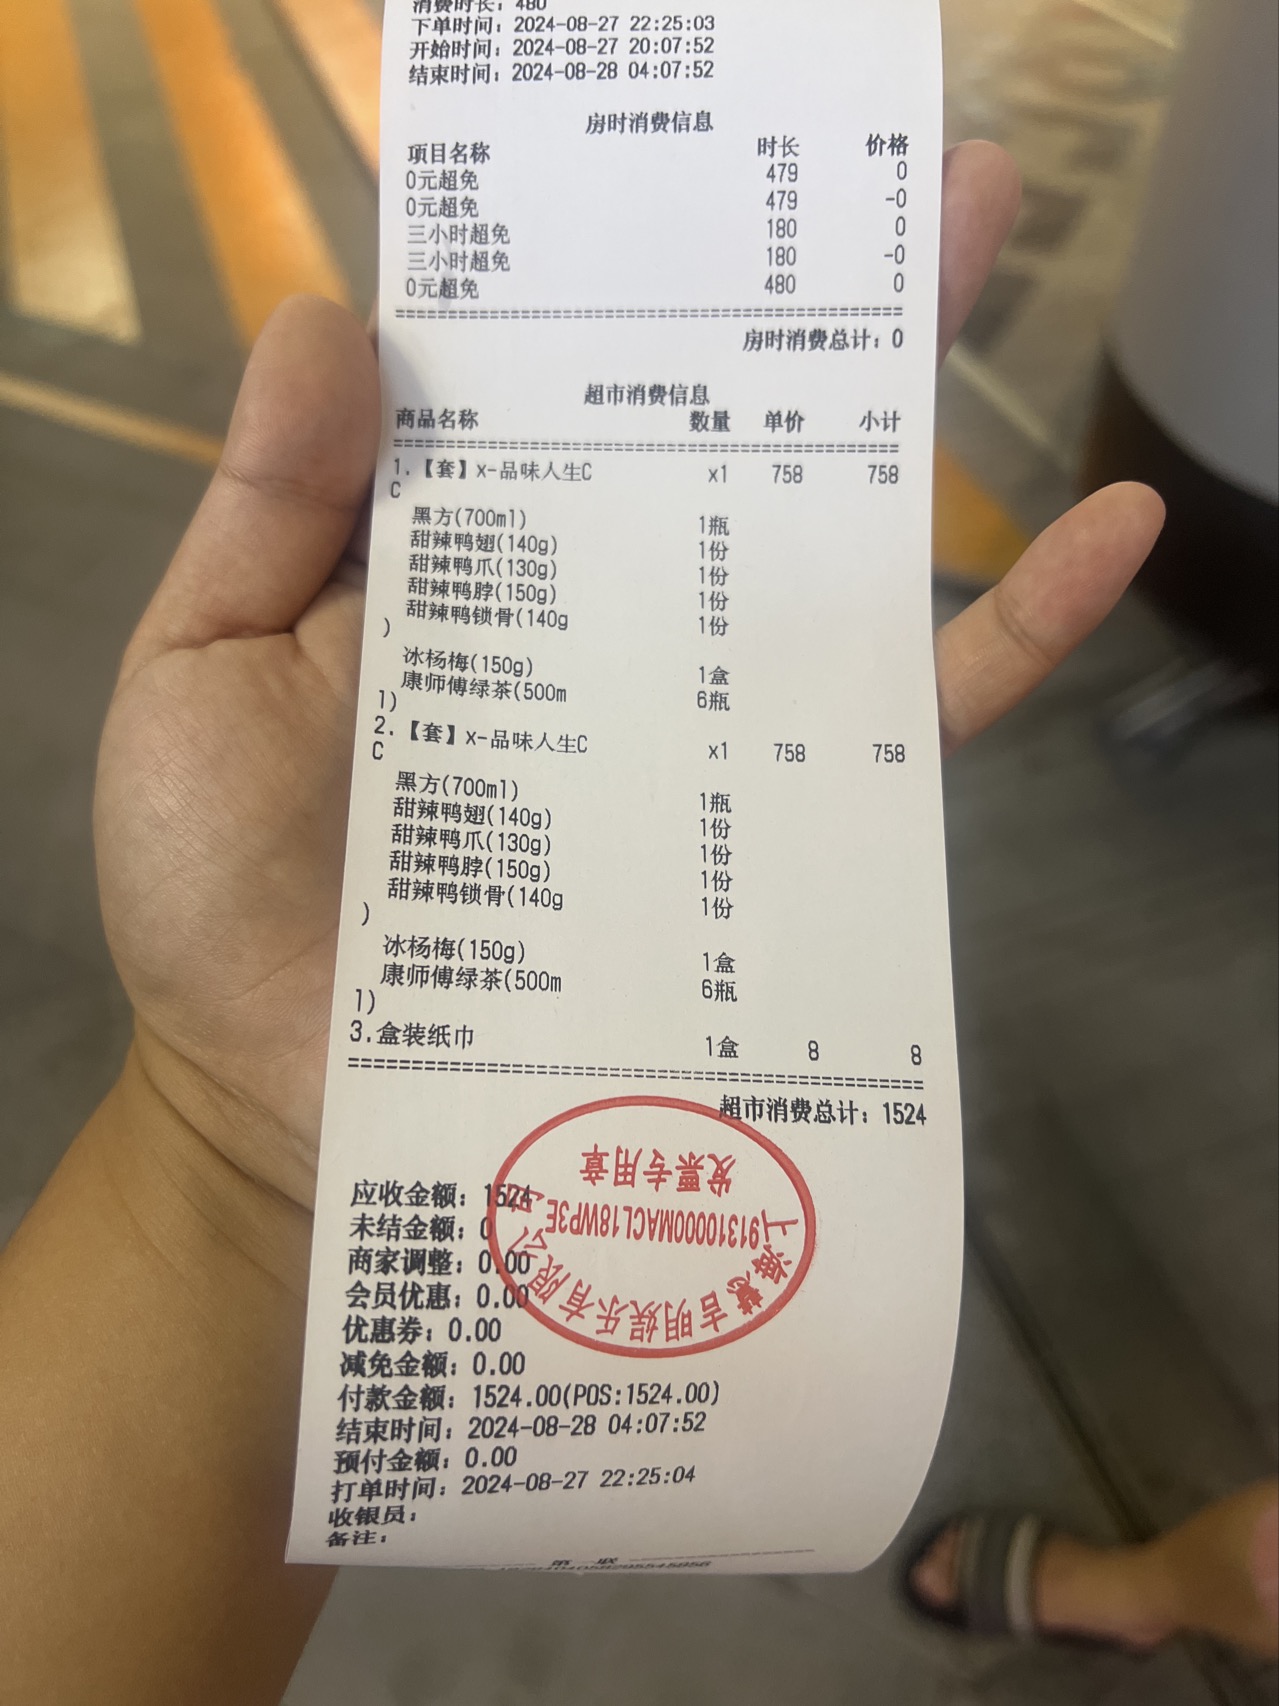 消费时长：480
下单时间：2024-08-27 22:25:03
开始时间：2024-08-27 20:07:52
结束时间：2024-08-28 04:07:52
房时消费信息
项目名称 时长 价格
0元超免 479 0
0元超免 479 -0
三小时超免 180 0
三小时超免 180 -0
0元超免 480 0
房时消费总计：0
超市消费信息
商品名称 数量 单价 小计
1.【套】x-品味人生C x1 758 758
C
黑方(700ml) 1瓶
甜辣鸭翅(140g) 1份
甜辣鸭爪(130g) 1份
甜辣鸭脖(150g) 1份
甜辣鸭锁骨(140g 1份
)
冰杨梅(150g) 1盒
康师傅绿茶(500m 6瓶
l)
2.【套】x-品味人生C x1 758 758
C
黑方(700ml) 1瓶
甜辣鸭翅(140g) 1份
甜辣鸭爪(130g) 1份
甜辣鸭脖(150g) 1份
甜辣鸭锁骨(140g 1份
)
冰杨梅(150g) 1盒
康师傅绿茶(500m 6瓶
l)
3.盒装纸巾 1盒 8 8
超市消费总计：1524
应收金额：1524
未结金额：0
商家调整：0.00
会员优惠：0.00
优惠券：0.00
减免金额：0.00
付款金额：1524.00(POS:1524.00)
结束时间：2024-08-28 04:07:52
预付金额：0.00
打单时间：2024-08-27 22:25:04
收银员：
备注：
上海慧吉明娱乐有限公司
91310000MACL18WP3E
发票专用章